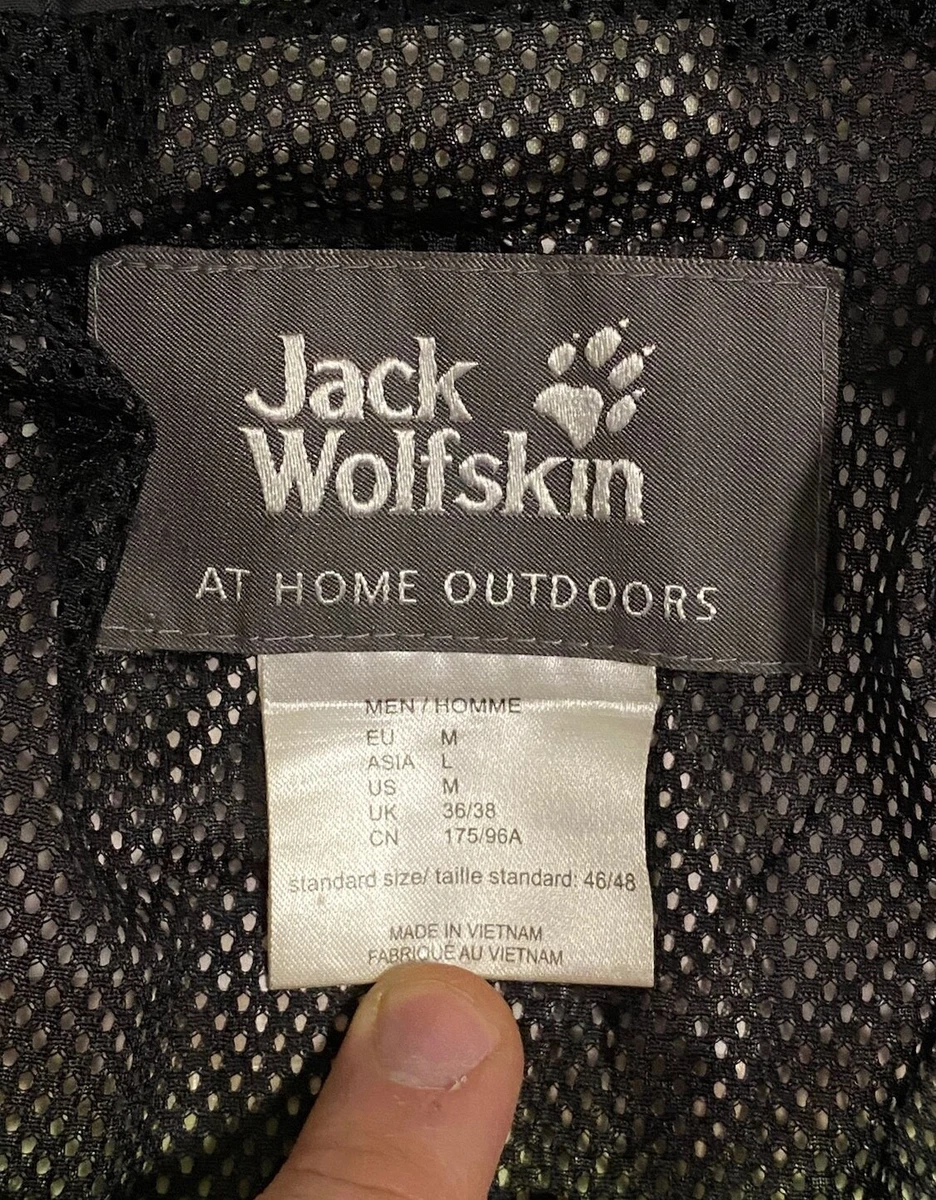 Jack
Wolfskin
AT HOME OUTDOORS
MEN / HOMME
EU M
ASIA L
US M
UK 36/38
CN 175/96A
standard size/ taille standard: 46/48
MADE IN VIETNAM
FABRIQUÉ AU VIETNAM